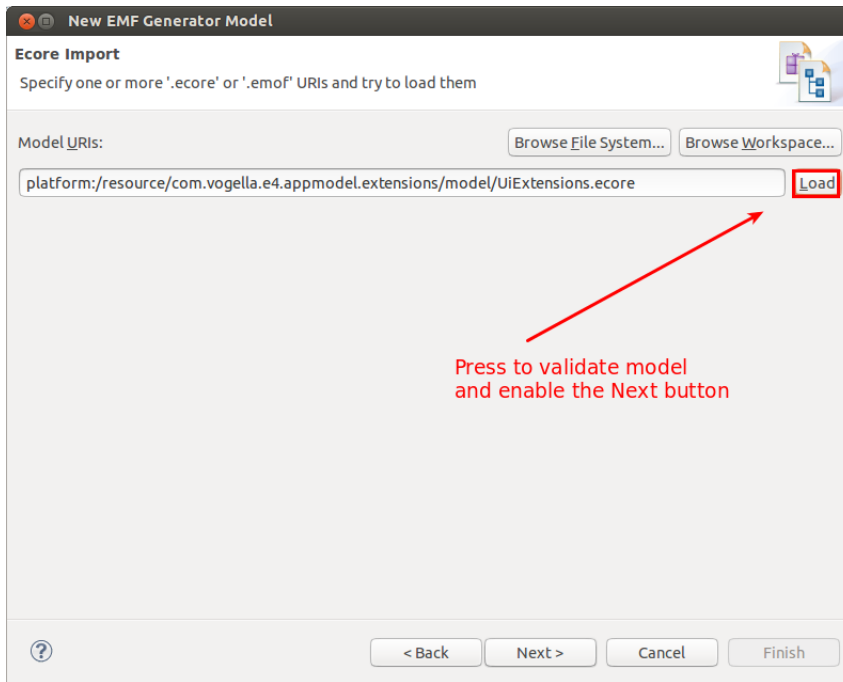 New EMF Generator Model
Ecore Import
Specify one or more '.ecore' or '.emof' URIs and try to load them
Model URIs:
Browse File System...
Browse Workspace...
platform:/resource/com.vogella.e4.appmodel.extensions/model/UiExtensions.ecore
Load
Press to validate model
and enable the Next button
?
< Back
Next >
Cancel
Finish